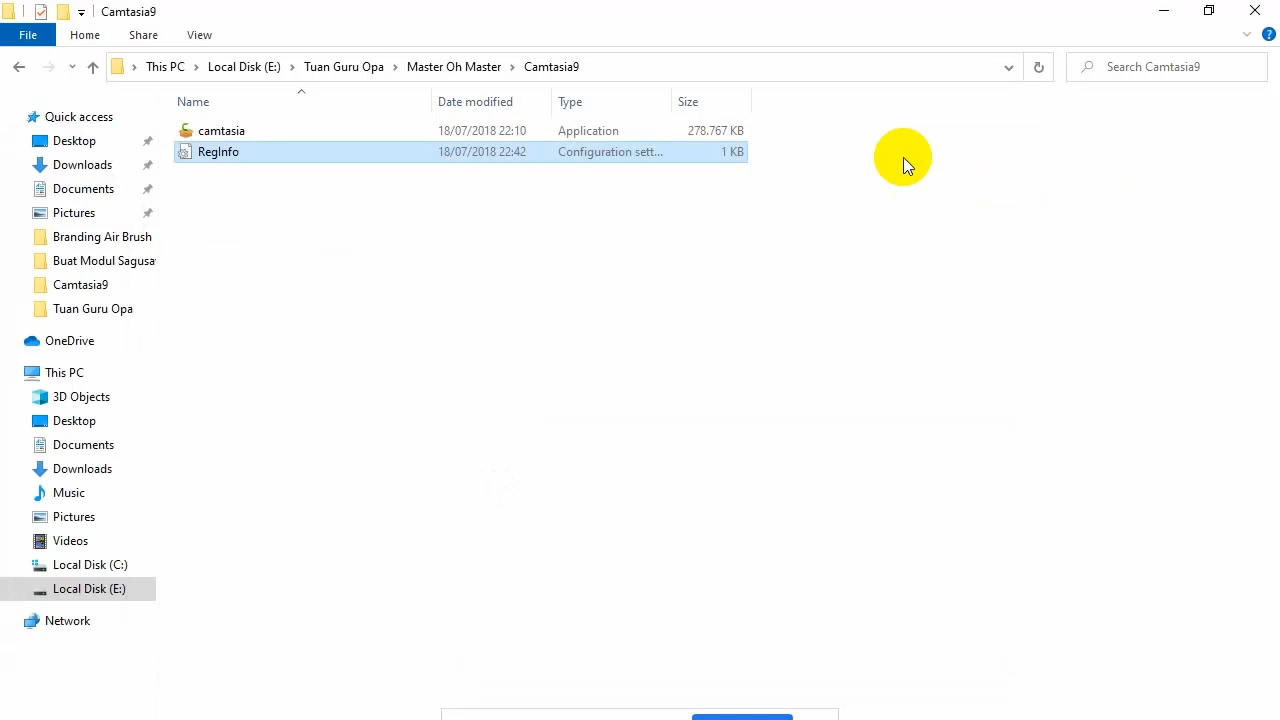 Camtasia9
File Home Share View
This PC Local Disk (E:) Tuan Guru Opa Master Oh Master Camtasia9 Search Camtasia9
Name Date modified Type Size
camtasia 18/07/2018 22:10 Application 278.767 KB
RegInfo 18/07/2018 22:42 Configuration sett... 1 KB
Quick access
Desktop
Downloads
Documents
Pictures
Branding Air Brush
Buat Modul Sagusa
Camtasia9
Tuan Guru Opa
OneDrive
This PC
3D Objects
Desktop
Documents
Downloads
Music
Pictures
Videos
Local Disk (C:)
Local Disk (E:)
Network